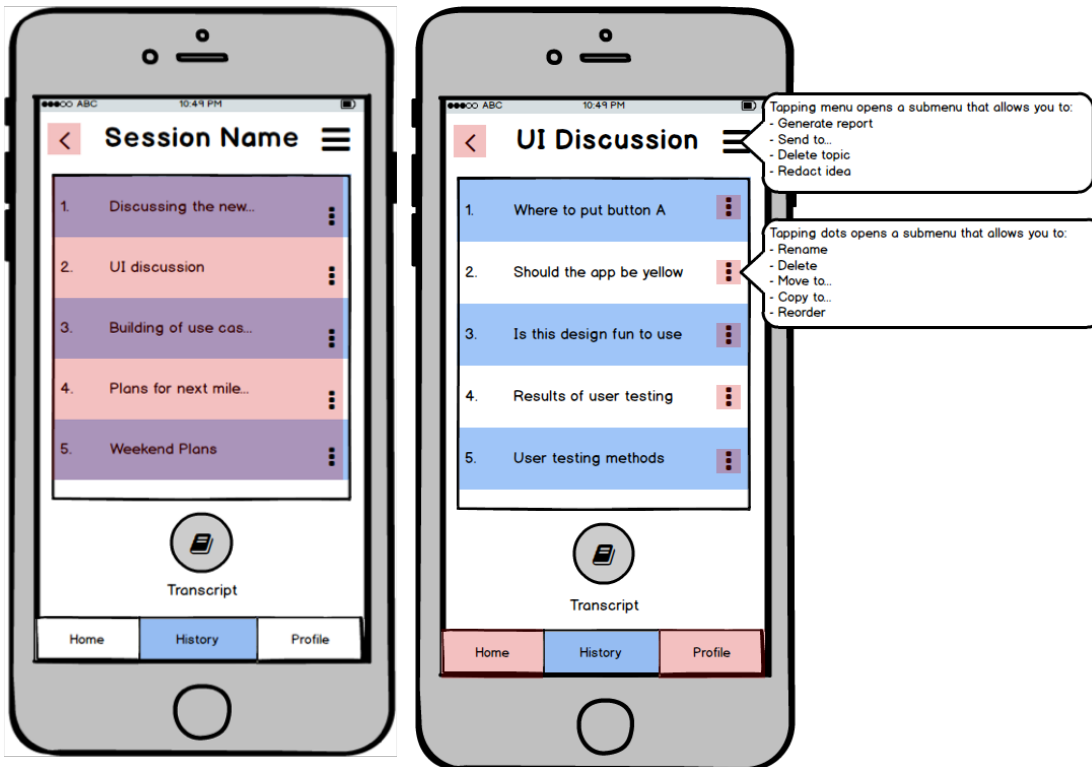 ABC 10:49 PM
Session Name
1. Discussing the new...
2. UI discussion
3. Building of use cas...
4. Plans for next mile...
5. Weekend Plans
Transcript
Home History Profile
ABC 10:49 PM
UI Discussion
1. Where to put button A
2. Should the app be yellow
3. Is this design fun to use
4. Results of user testing
5. User testing methods
Transcript
Home History Profile
Tapping menu opens a submenu that allows you to:
- Generate report
- Send to...
- Delete topic
- Redact idea
Tapping dots opens a submenu that allows you to:
- Rename
- Delete
- Move to...
- Copy to...
- Reorder